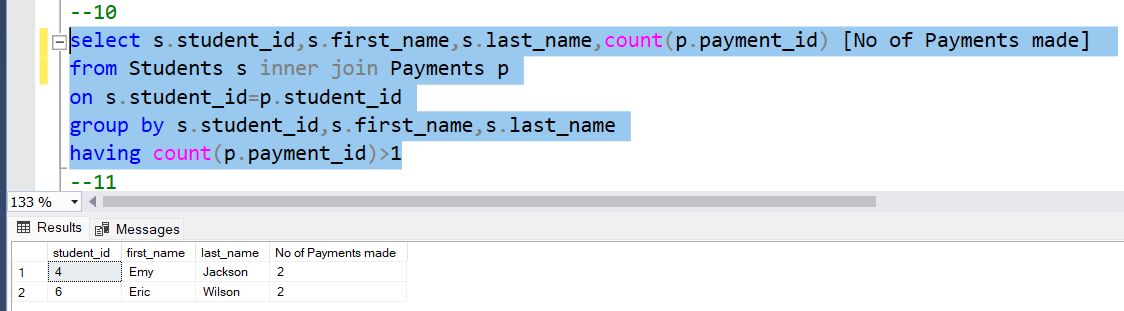 --10
select s.student_id,s.first_name,s.last_name,count(p.payment_id) [No of Payments made]
from Students s inner join Payments p
on s.student_id=p.student_id
group by s.student_id,s.first_name,s.last_name
having count(p.payment_id)>1
--11
133 %
Results Messages
student_id first_name last_name No of Payments made
1 4 Emy Jackson 2
2 6 Eric Wilson 2